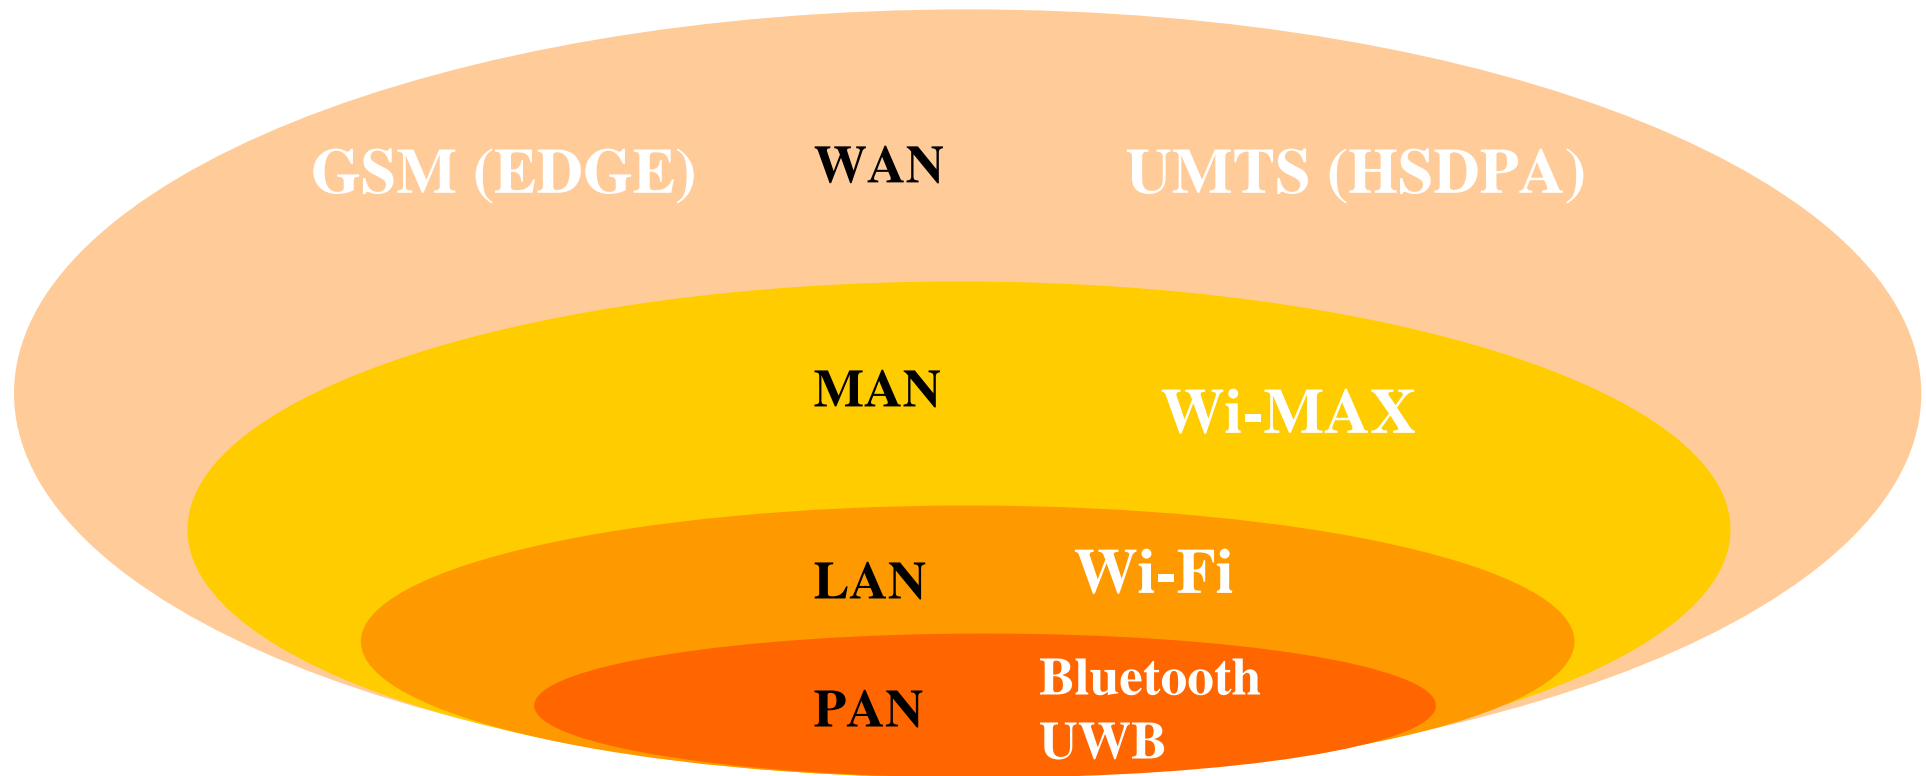 GSM (EDGE) WAN UMTS (HSDPA)
MAN Wi-MAX
LAN Wi-Fi
PAN Bluetooth
UWB